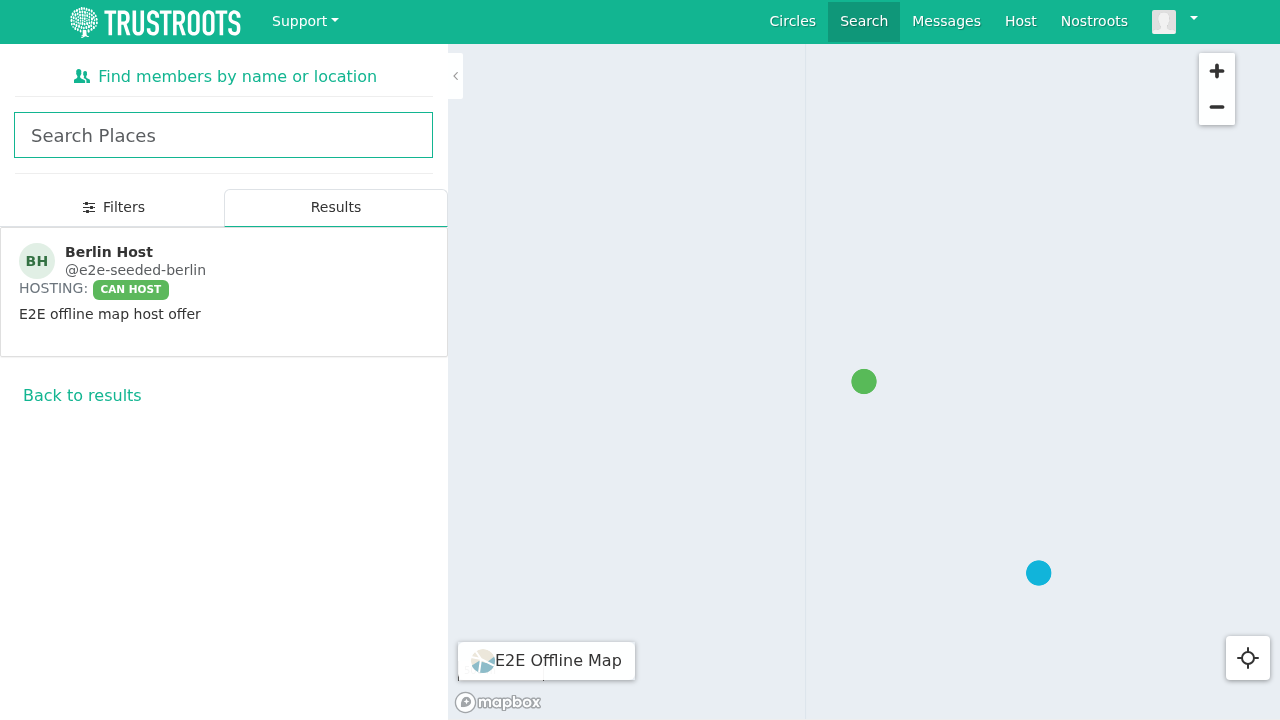 TRUSTROOTS
Support
Circles
Search
Messages
Host
Nostroots
Find members by name or location
Search Places
Filters
Results
BH
Berlin Host
@e2e-seeded-berlin
HOSTING: CAN HOST
E2E offline map host offer
Back to results
E2E Offline Map
mapbox